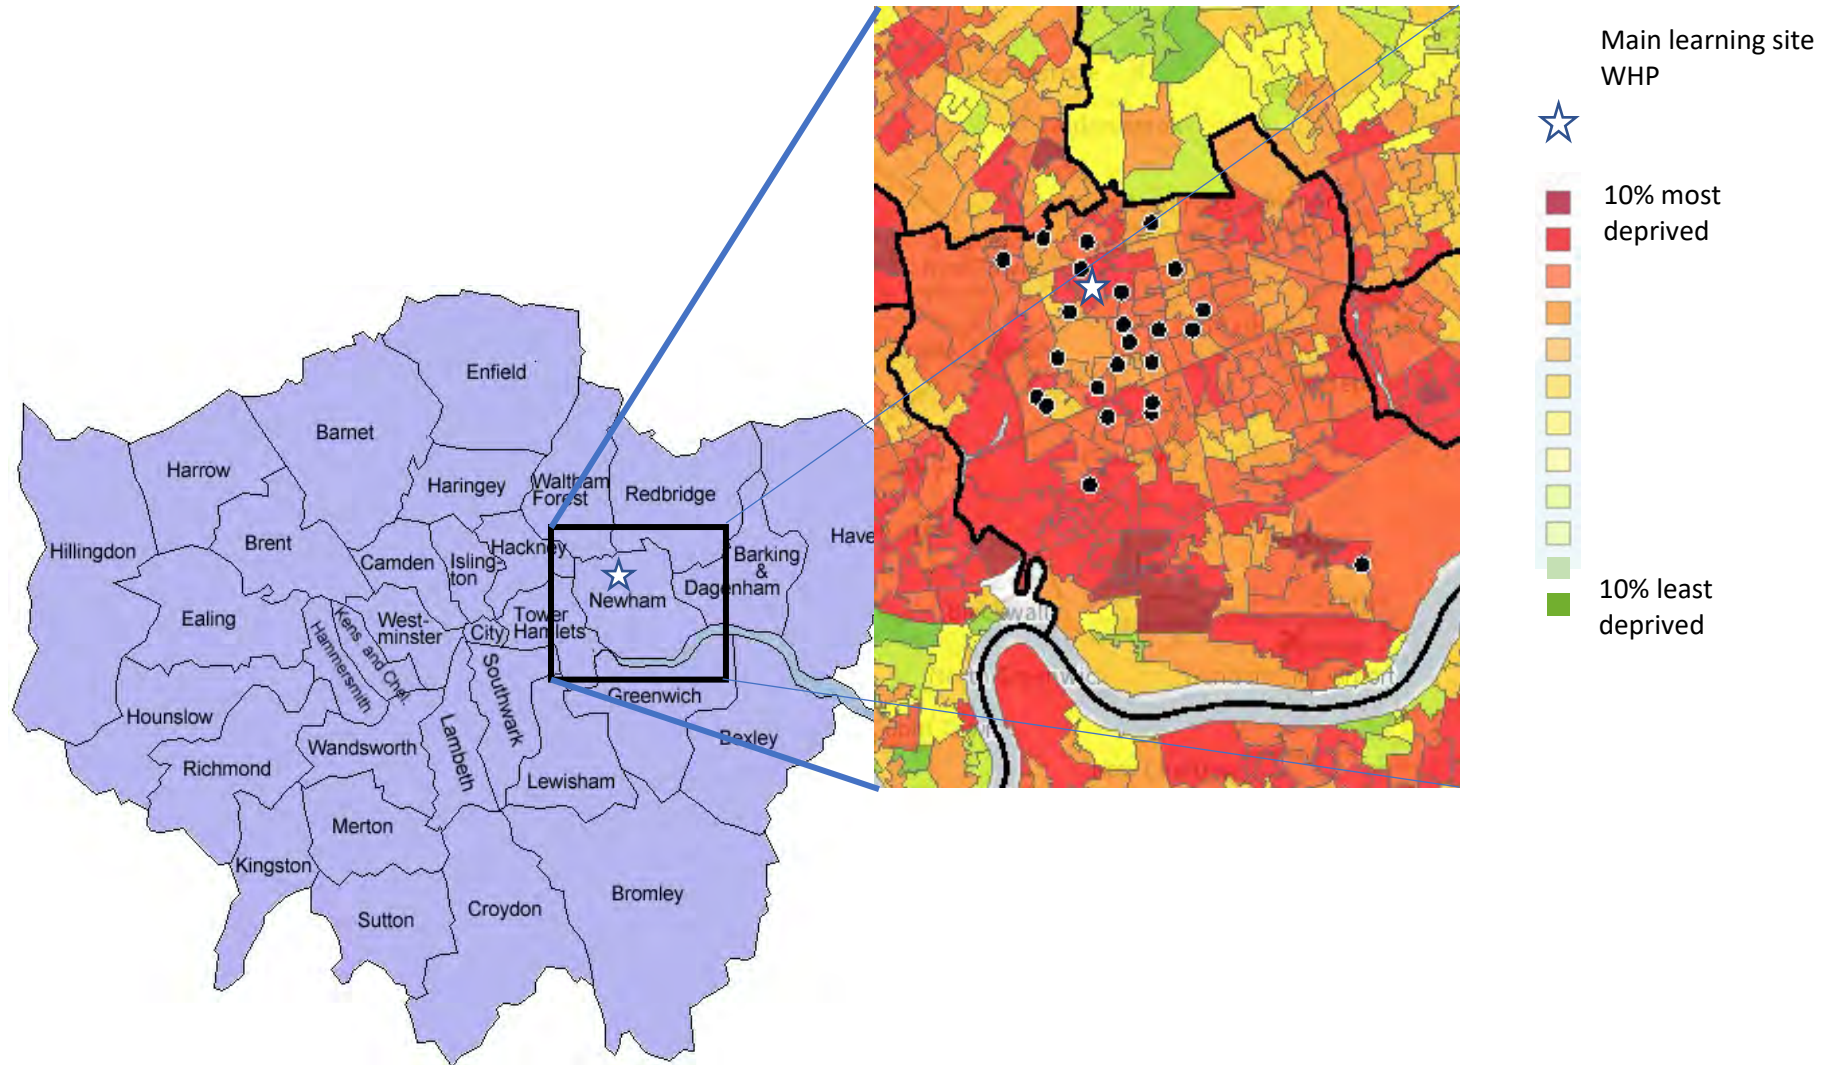 Main learning site
WHP
10% most
deprived
10% least
deprived
Enfield
Barnet
Harrow
Haringey
Waltham
Forest
Redbridge
Hillingdon
Brent
Camden
Isling-
ton
Hackney
Barking
&
Dagenham
Have
Ealing
Kens and Chel.
Hammersmith
West-
minster
City
Tower
Hamlets
Newham
Southwark
Greenwich
Hounslow
Wandsworth
Lambeth
Bexley
Richmond
Lewisham
Merton
Kingston
Sutton
Croydon
Bromley